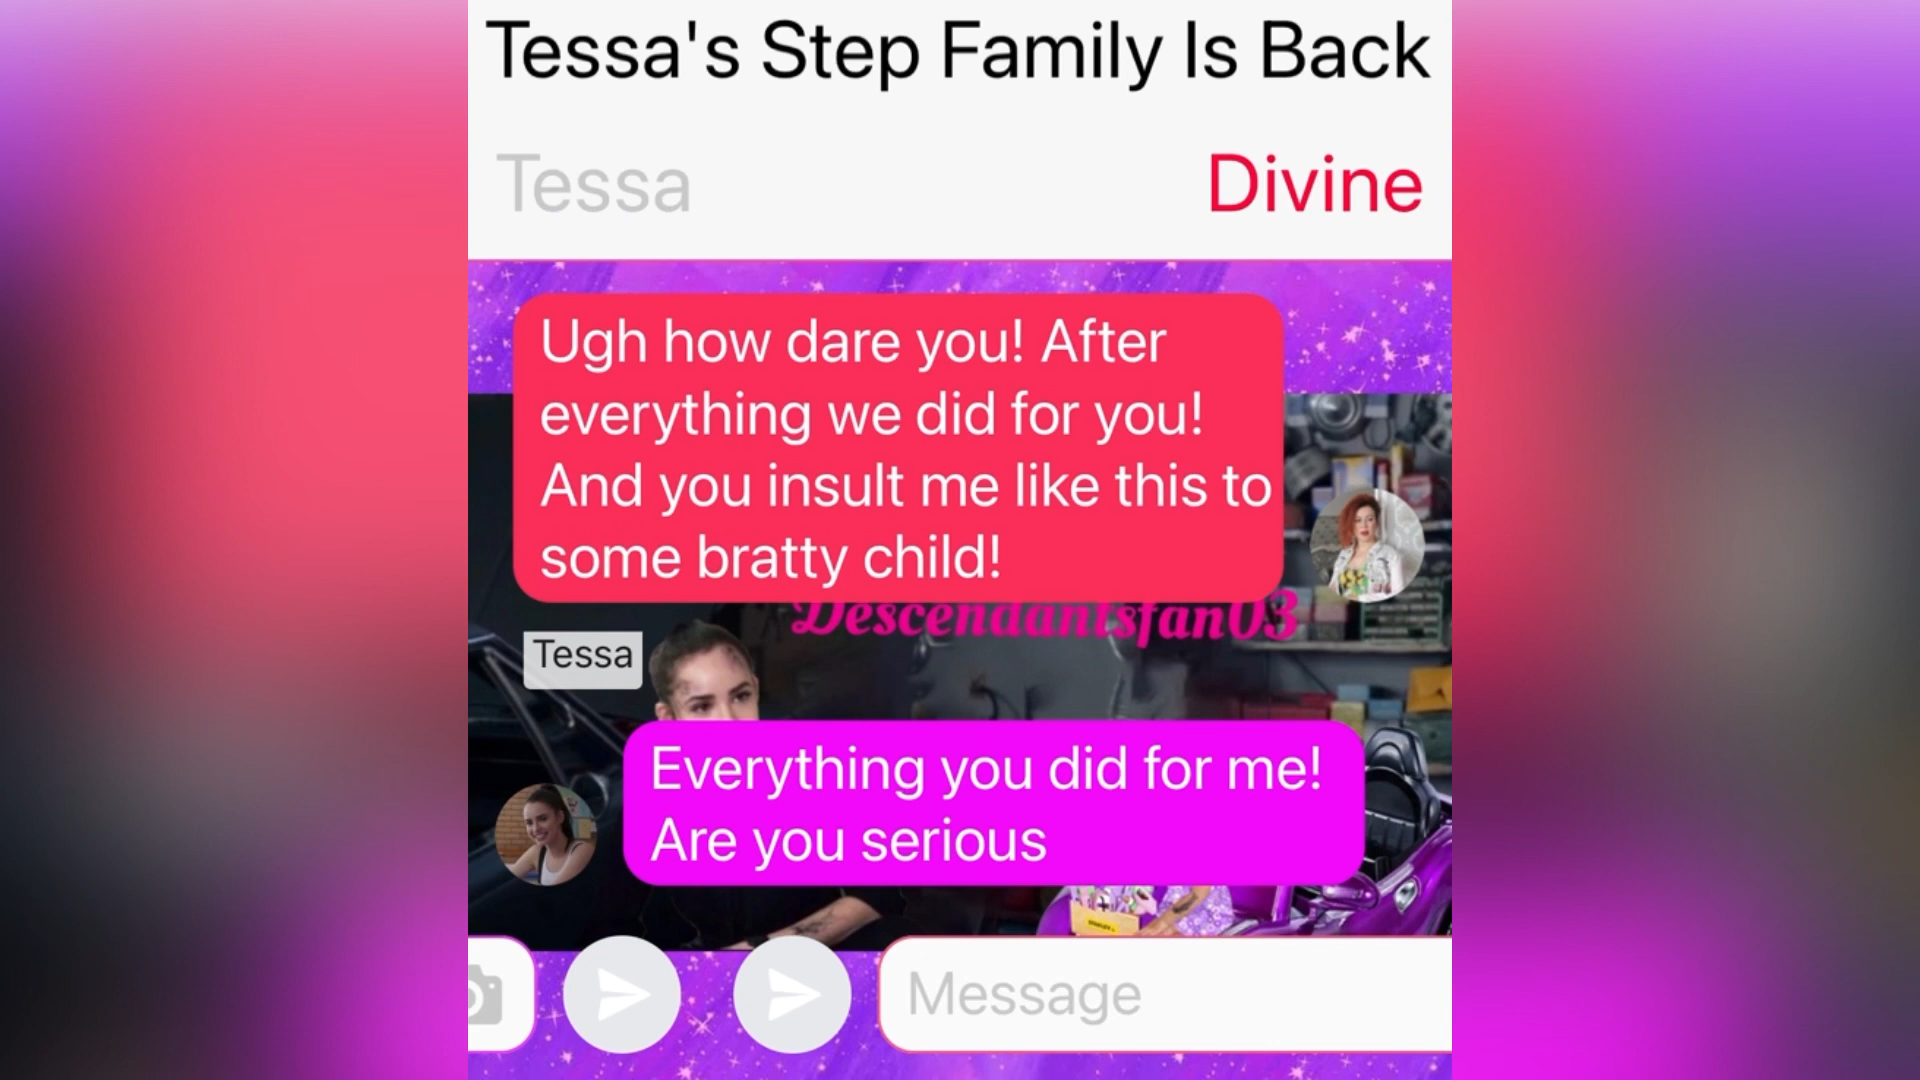 Tessa's Step Family Is Back
Tessa
Divine
Ugh how dare you! After
everything we did for you!
And you insult me like this to
some bratty child!
Descendantsfan03
Tessa
Everything you did for me!
Are you serious
Message